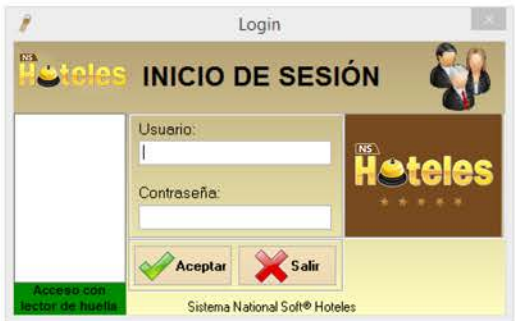 Login
NS
Hoteles
INICIO DE SESIÓN
Usuario:
NS
Hoteles
Contraseña:
Aceptar
Salir
Acceso con
lector de huella
Sistema National Soft® Hoteles